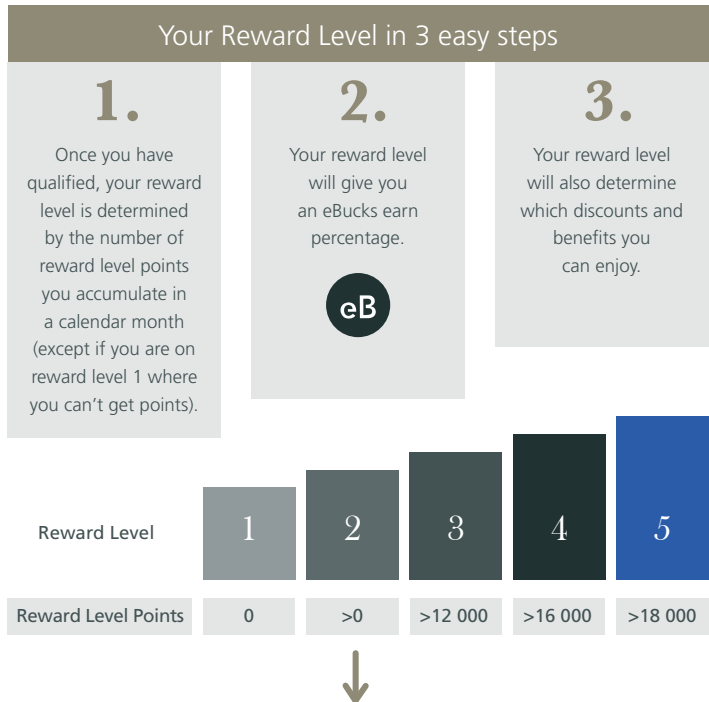 Your Reward Level in 3 easy steps
1.
Once you have
qualified, your reward
level is determined
by the number of
reward level points
you accumulate in
a calendar month
(except if you are on
reward level 1 where
you can't get points).
2.
Your reward level
will give you
an eBucks earn
percentage.
eB
3.
Your reward level
will also determine
which discounts and
benefits you
can enjoy.
Reward Level 1 2 3 4 5
Reward Level Points 0 >0 >12 000 >16 000 >18 000